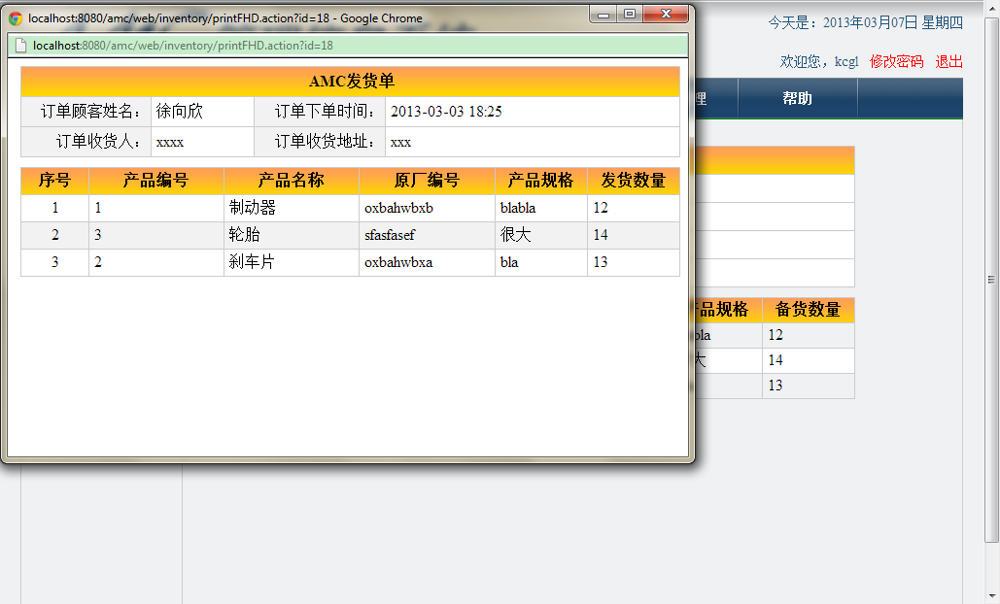 localhost:8080/amc/web/inventory/printFHD.action?id=18 - Google Chrome
localhost:8080/amc/web/inventory/printFHD.action?id=18
今天是：2013年03月07日 星期四
欢迎您，kcgl 修改密码 退出
理 帮助
AMC发货单
订单顾客姓名： 徐向欣 订单下单时间： 2013-03-03 18:25
订单收货人： xxxx 订单收货地址： xxx
序号 产品编号 产品名称 原厂编号 产品规格 发货数量
1 1 制动器 oxbahwbxb blabla 12
2 3 轮胎 sfasfasef 很大 14
3 2 刹车片 oxbahwbxa bla 13
产品规格 备货数量
bla 12
大 14
13